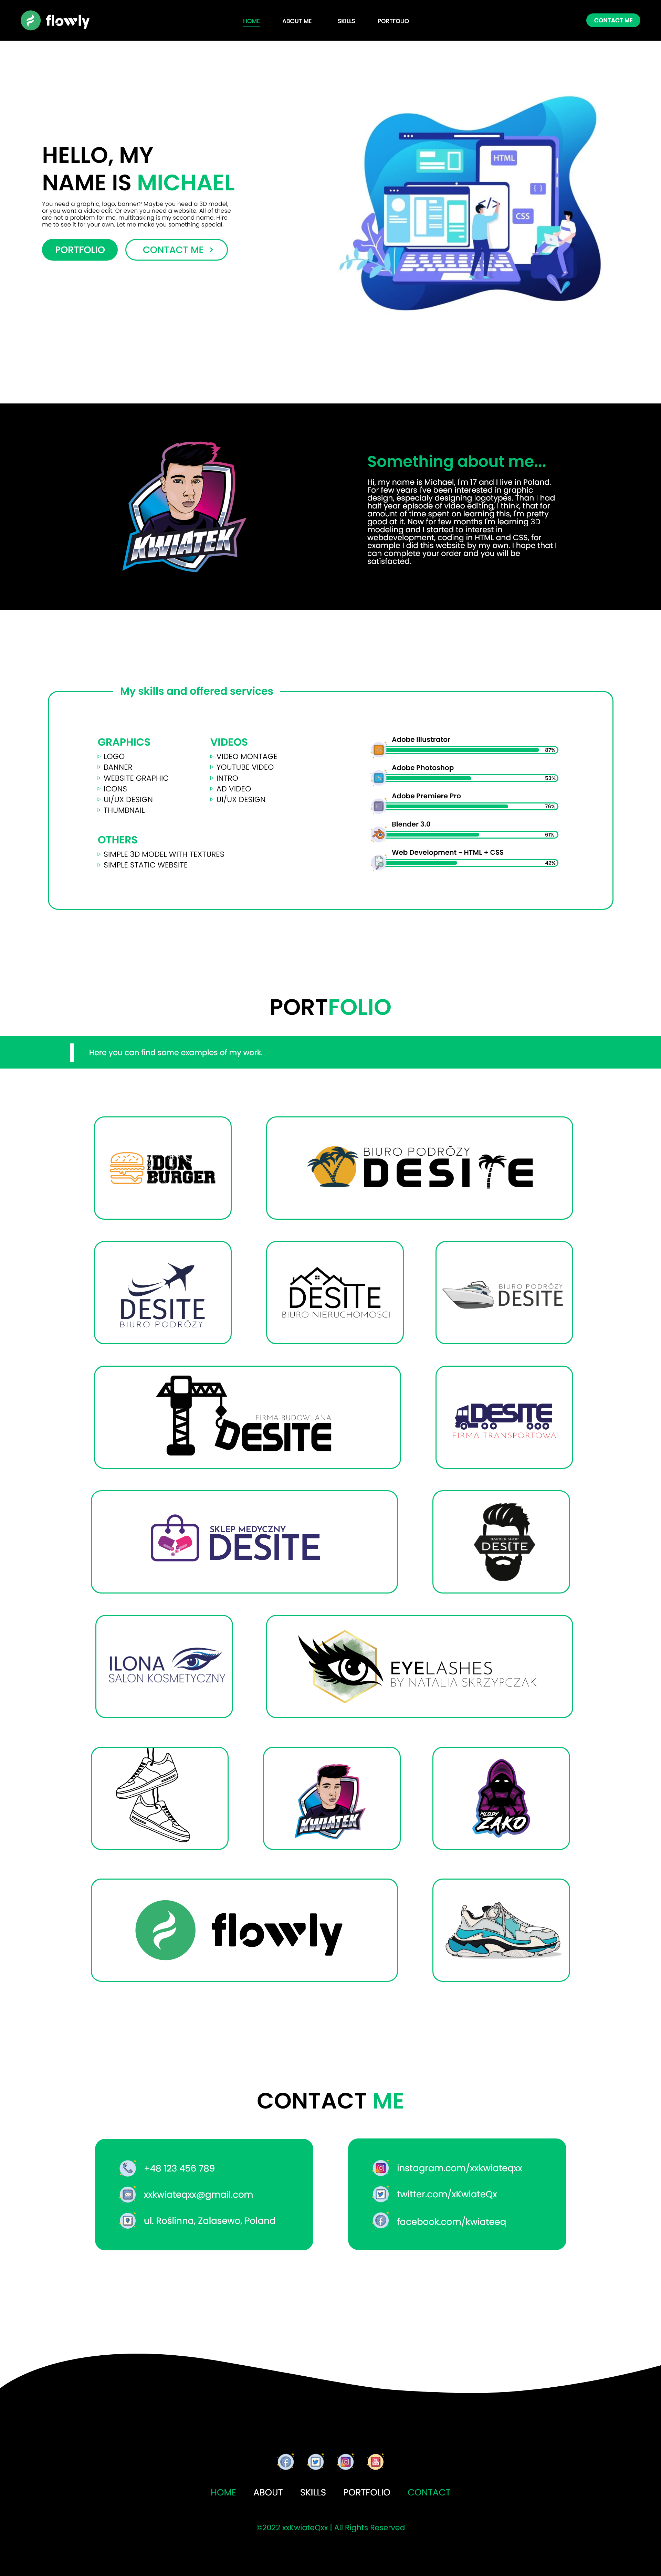 flowly
HOME ABOUT ME SKILLS PORTFOLIO
CONTACT ME
HELLO, MY
NAME IS MICHAEL
You need a graphic, logo, banner? Maybe you need a 3D model,
or you want a video edit. Or even you need a website. All of these
are not a problem for me, multitasking is my second name. Hire
me to see it for your own. Let me make you something special.
PORTFOLIO
CONTACT ME >
HTML
</>
{ }
CSS
KWIATEK
Something about me...
Hi, my name is Michael, I'm 17 and I live in Poland.
For few years I've been interested in graphic
design, especialy designing logotypes. Than I had
half year episode of video editing, I think, that for
amount of time spent on learning this, I'm pretty
good at it. Now for few months I'm learning 3D
modeling and I started to interest in
webdevelopment, coding in HTML and CSS, for
example I did this website by my own. I hope that I
can complete your order and you will be
satisfacted.
My skills and offered services
GRAPHICS
LOGO
BANNER
WEBSITE GRAPHIC
ICONS
UI/UX DESIGN
THUMBNAIL
VIDEOS
VIDEO MONTAGE
YOUTUBE VIDEO
INTRO
AD VIDEO
UI/UX DESIGN
OTHERS
SIMPLE 3D MODEL WITH TEXTURES
SIMPLE STATIC WEBSITE
Adobe Illustrator
87%
Adobe Photoshop
53%
Adobe Premiere Pro
76%
Blender 3.0
61%
Web Development - HTML + CSS
42%
PORTFOLIO
Here you can find some examples of my work.
THE DON
BURGER
BIURO PODRÓŻY
DESITE
DESITE
BIURO PODRÓŻY
DESITE
BIURO NIERUCHOMOSCI
BIURO PODRÓŻY
DESITE
FIRMA BUDOWLANA
DESITE
DESITE
FIRMA TRANSPORTOWA
SKLEP MEDYCZNY
DESITE
BARBER SHOP
DESITE
ILONA
SALON KOSMETYCZNY
EYELASHES
BY NATALIA SKRZYPCZAK
KWIATEK
MŁODY
ZAKO
flowly
CONTACT ME
+48 123 456 789
xxkwiateqxx@gmail.com
ul. Roślinna, Zalasewo, Poland
instagram.com/xxkwiateqxx
twitter.com/xKwiateQx
facebook.com/kwiateeq
HOME ABOUT SKILLS PORTFOLIO CONTACT
©2022 xxKwiateQxx | All Rights Reserved